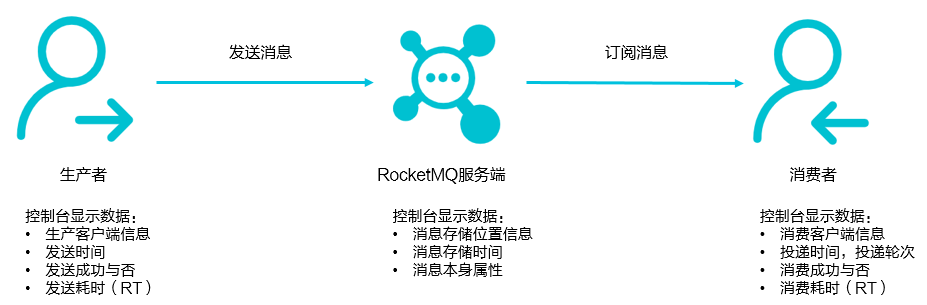 发送消息
订阅消息
生产者
RocketMQ服务端
消费者
控制台显示数据：
• 生产客户端信息
• 发送时间
• 发送成功与否
• 发送耗时（RT）
控制台显示数据：
• 消息存储位置信息
• 消息存储时间
• 消息本身属性
控制台显示数据：
• 消费客户端信息
• 投递时间，投递轮次
• 消费成功与否
• 消费耗时（RT）